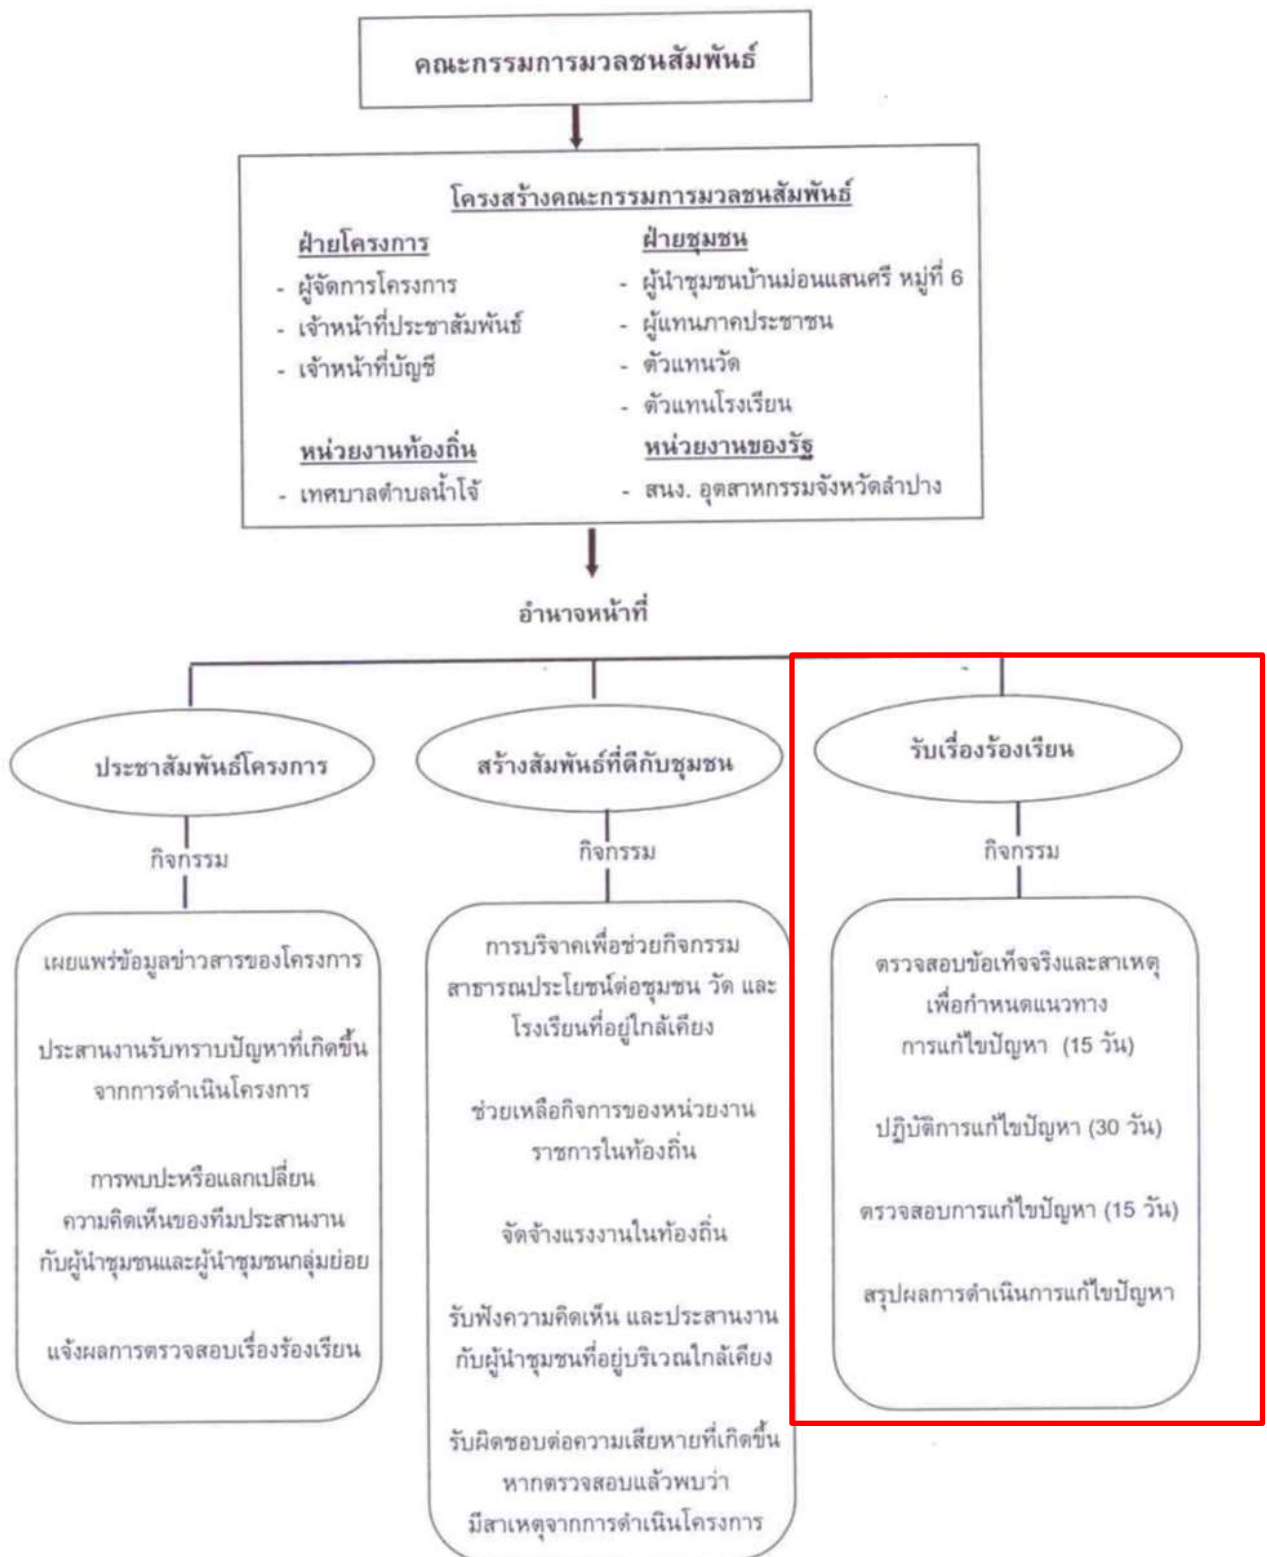 คณะกรรมการมวลชนสัมพันธ์
โครงสร้างคณะกรรมการมวลชนสัมพันธ์
ฝ่ายโครงการ
- ผู้จัดการโครงการ
- เจ้าหน้าที่ประชาสัมพันธ์
- เจ้าหน้าที่บัญชี
ฝ่ายชุมชน
- ผู้นำชุมชนบ้านม่อนแสนศรี หมู่ที่ 6
- ผู้แทนภาคประชาชน
- ตัวแทนวัด
- ตัวแทนโรงเรียน
หน่วยงานท้องถิ่น
- เทศบาลตำบลน้ำโจ้
หน่วยงานของรัฐ
- สนง. อุตสาหกรรมจังหวัดลำปาง
อำนาจหน้าที่
ประชาสัมพันธ์โครงการ
กิจกรรม
เผยแพร่ข้อมูลข่าวสารของโครงการ
ประสานงานรับทราบปัญหาที่เกิดขึ้น
จากการดำเนินโครงการ
การพบปะหรือแลกเปลี่ยน
ความคิดเห็นของทีมประสานงาน
กับผู้นำชุมชนและผู้นำชุมชนกลุ่มย่อย
แจ้งผลการตรวจสอบเรื่องร้องเรียน
สร้างสัมพันธ์ที่ดีกับชุมชน
กิจกรรม
การบริจาคเพื่อช่วยกิจกรรม
สาธารณประโยชน์ต่อชุมชน วัด และ
โรงเรียนที่อยู่ใกล้เคียง
ช่วยเหลือกิจการของหน่วยงาน
ราชการในท้องถิ่น
จัดจ้างแรงงานในท้องถิ่น
รับฟังความคิดเห็น และประสานงาน
กับผู้นำชุมชนที่อยู่บริเวณใกล้เคียง
รับผิดชอบต่อความเสียหายที่เกิดขึ้น
หากตรวจสอบแล้วพบว่า
มีสาเหตุจากการดำเนินโครงการ
รับเรื่องร้องเรียน
กิจกรรม
ตรวจสอบข้อเท็จจริงและสาเหตุ
เพื่อกำหนดแนวทาง
การแก้ไขปัญหา (15 วัน)
ปฏิบัติการแก้ไขปัญหา (30 วัน)
ตรวจสอบการแก้ไขปัญหา (15 วัน)
สรุปผลการดำเนินการแก้ไขปัญหา